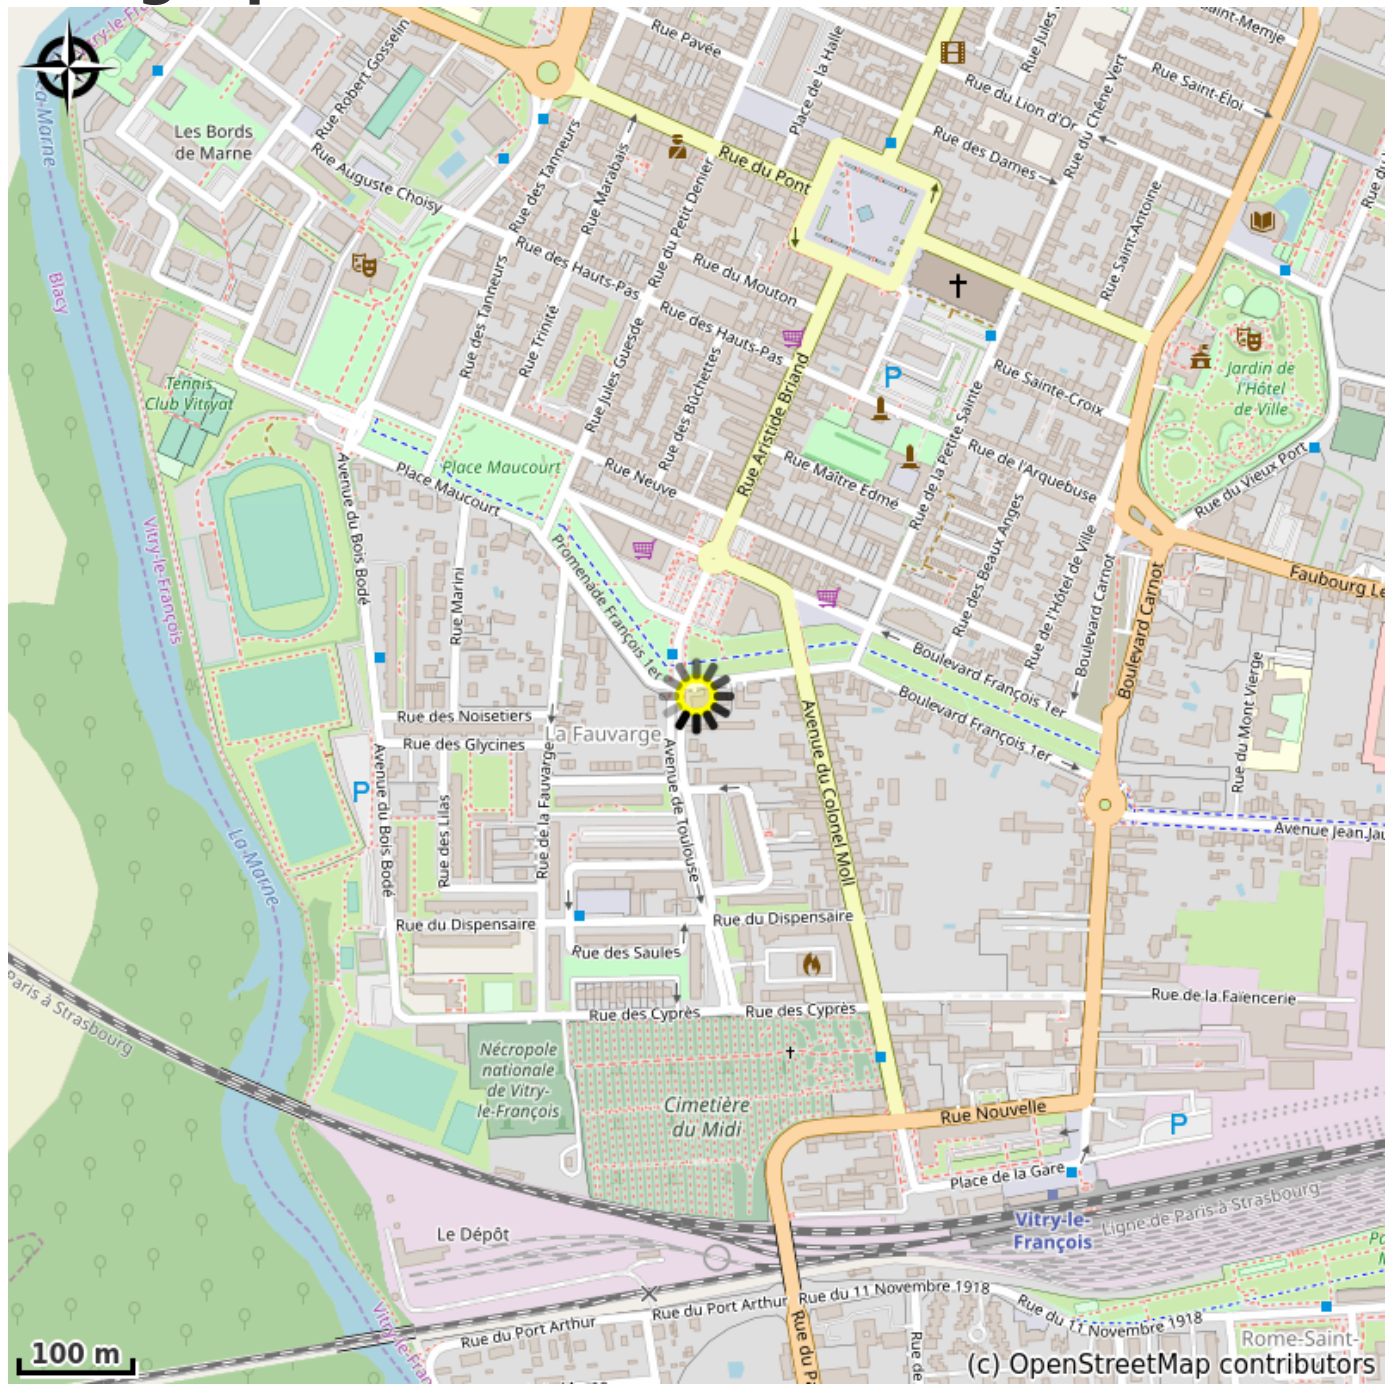 Rue Pavée
Place de la Halle
Rue Jules
Saint-Memje
Rue Saint-Éloi
Rue du Lion d'Or
Rue du Chêne Vert
Rue des Dames
Rue Robert Gosselin
Les Bords
de Marne
La Marne
Rue Auguste Choisy
Rue des Tanneurs
Rue Marabais
Rue du Petit Denier
Rue du Pont
Rue Saint-Antoine
Rue du
Blacy
Rue des Hauts-Pas
Rue du Mouton
Rue des Tanneurs
Rue Trinité
Rue Jules Guesde
Rue des Hauts-Pas
Rue des Bûchettes
Rue Aristide Briand
P
Rue Sainte-Croix
Jardin de
l'Hôtel
de Ville
Tennis
Club Vitryat
Place Maucourt
Place Maucourt
Rue Neuve
Rue Maître Edmé
Rue de la Petite Sainte
Rue de l'Arquebuse
Rue du Vieux Port
Avenue du Bois Bodé
Vitry-le-François
Rue Marini
Promenade François 1er
Rue des Beaux Anges
Rue de l'Hôtel de Ville
Boulevard Carnot
Boulevard Carnot
Faubourg Le
Boulevard François 1er
Boulevard François 1er
Rue du Mont Vierge
Rue des Noisetiers
Rue des Glycines
La Fauvarge
Avenue du Bois Bodé
P
Rue des Lilas
Rue de la Fauvarge
Avenue de Toulouse
Avenue du Colonel Moll
Avenue Jean Jau
La Marne
Rue du Dispensaire
Rue du Dispensaire
Rue des Saules
Rue des Cyprès
Rue des Cyprès
Rue de la Faïencerie
Paris à Strasbourg
Nécropole
nationale
de Vitry-
le-François
Cimetière
du Midi
Rue Nouvelle
P
Place de la Gare
Vitry-le-
François
Ligne de Paris à Strasbourg
Le Dépôt
Rue du Port Arthur
Rue du Port Arthur
Rue du 11 Novembre 1918
Rue du 11 Novembre 1918
Rue de
Rome-Saint-
100 m
(c) OpenStreetMap contributors